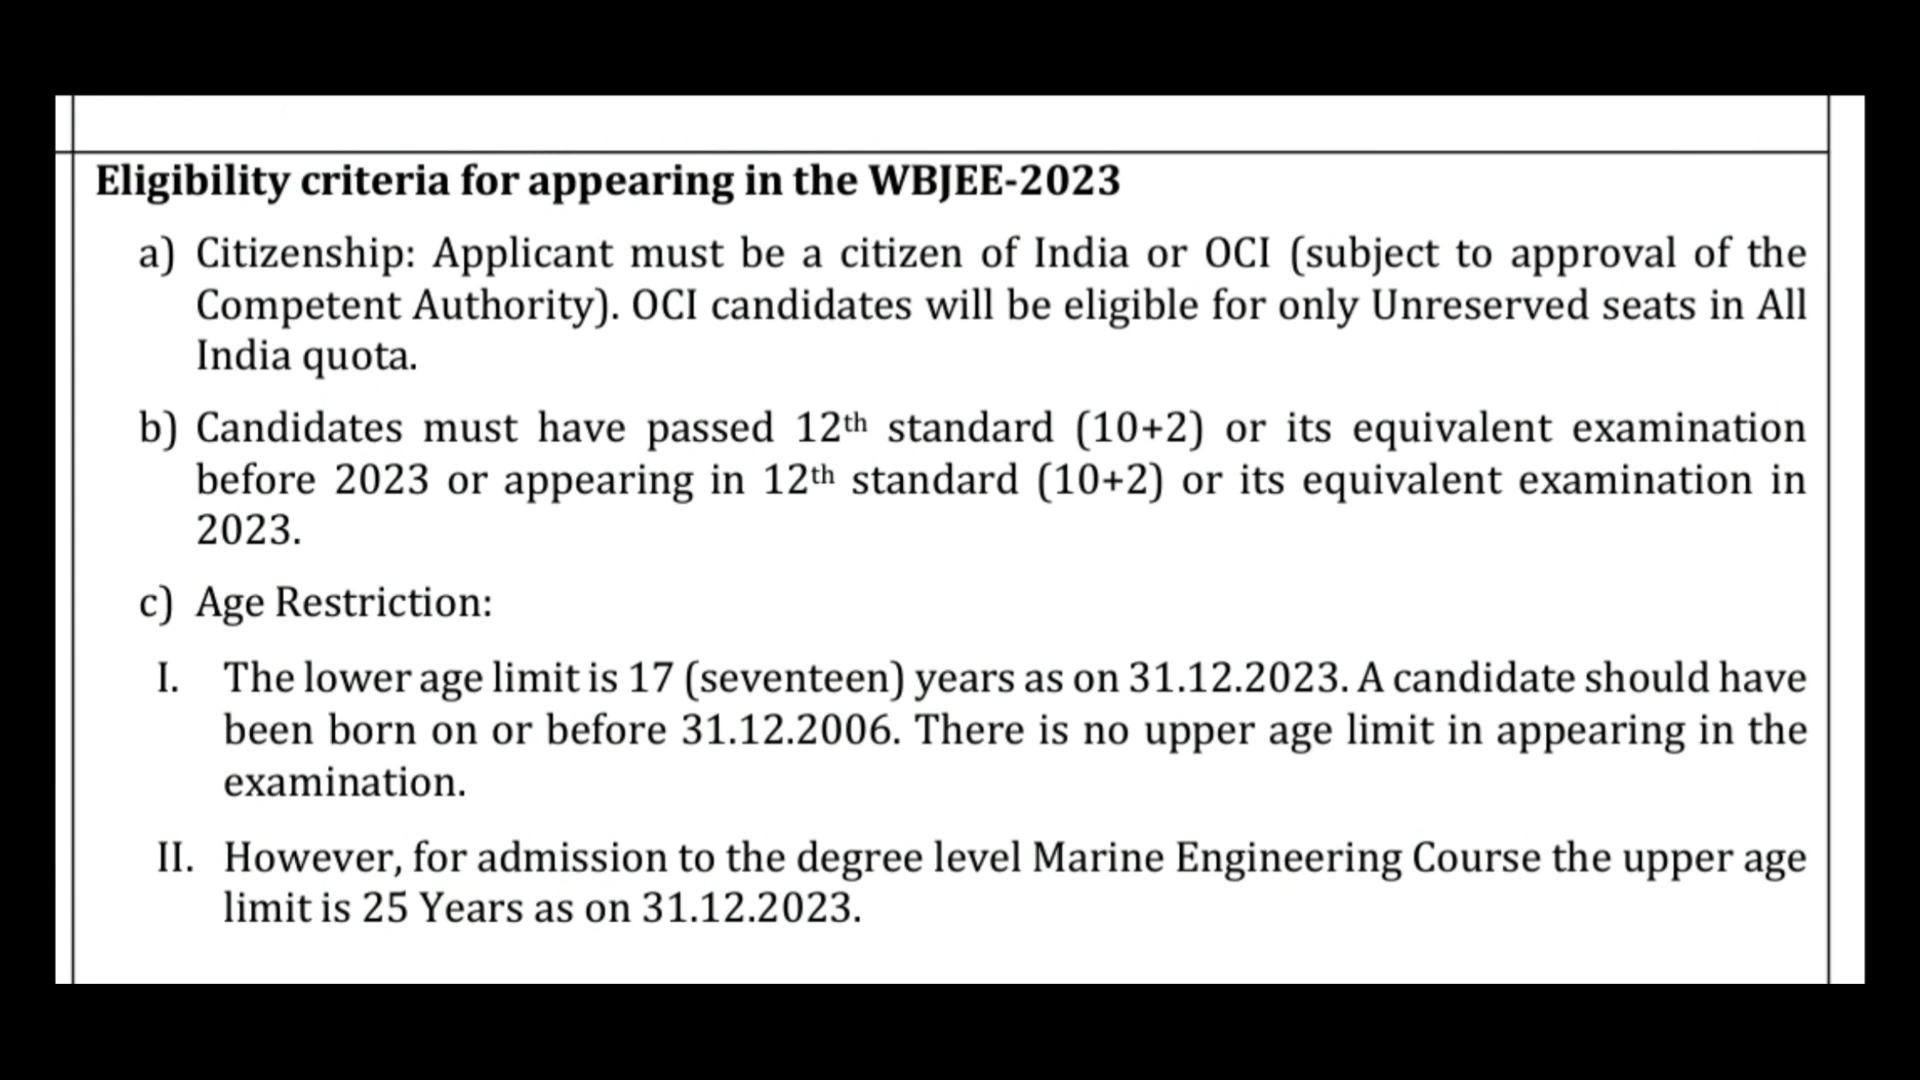 Eligibility criteria for appearing in the WBJEE-2023
a) Citizenship: Applicant must be a citizen of India or OCI (subject to approval of the
Competent Authority). OCI candidates will be eligible for only Unreserved seats in All
India quota.
b) Candidates must have passed 12th standard (10+2) or its equivalent examination
before 2023 or appearing in 12th standard (10+2) or its equivalent examination in
2023.
c) Age Restriction:
I. The lower age limit is 17 (seventeen) years as on 31.12.2023. A candidate should have
been born on or before 31.12.2006. There is no upper age limit in appearing in the
examination.
II. However, for admission to the degree level Marine Engineering Course the upper age
limit is 25 Years as on 31.12.2023.